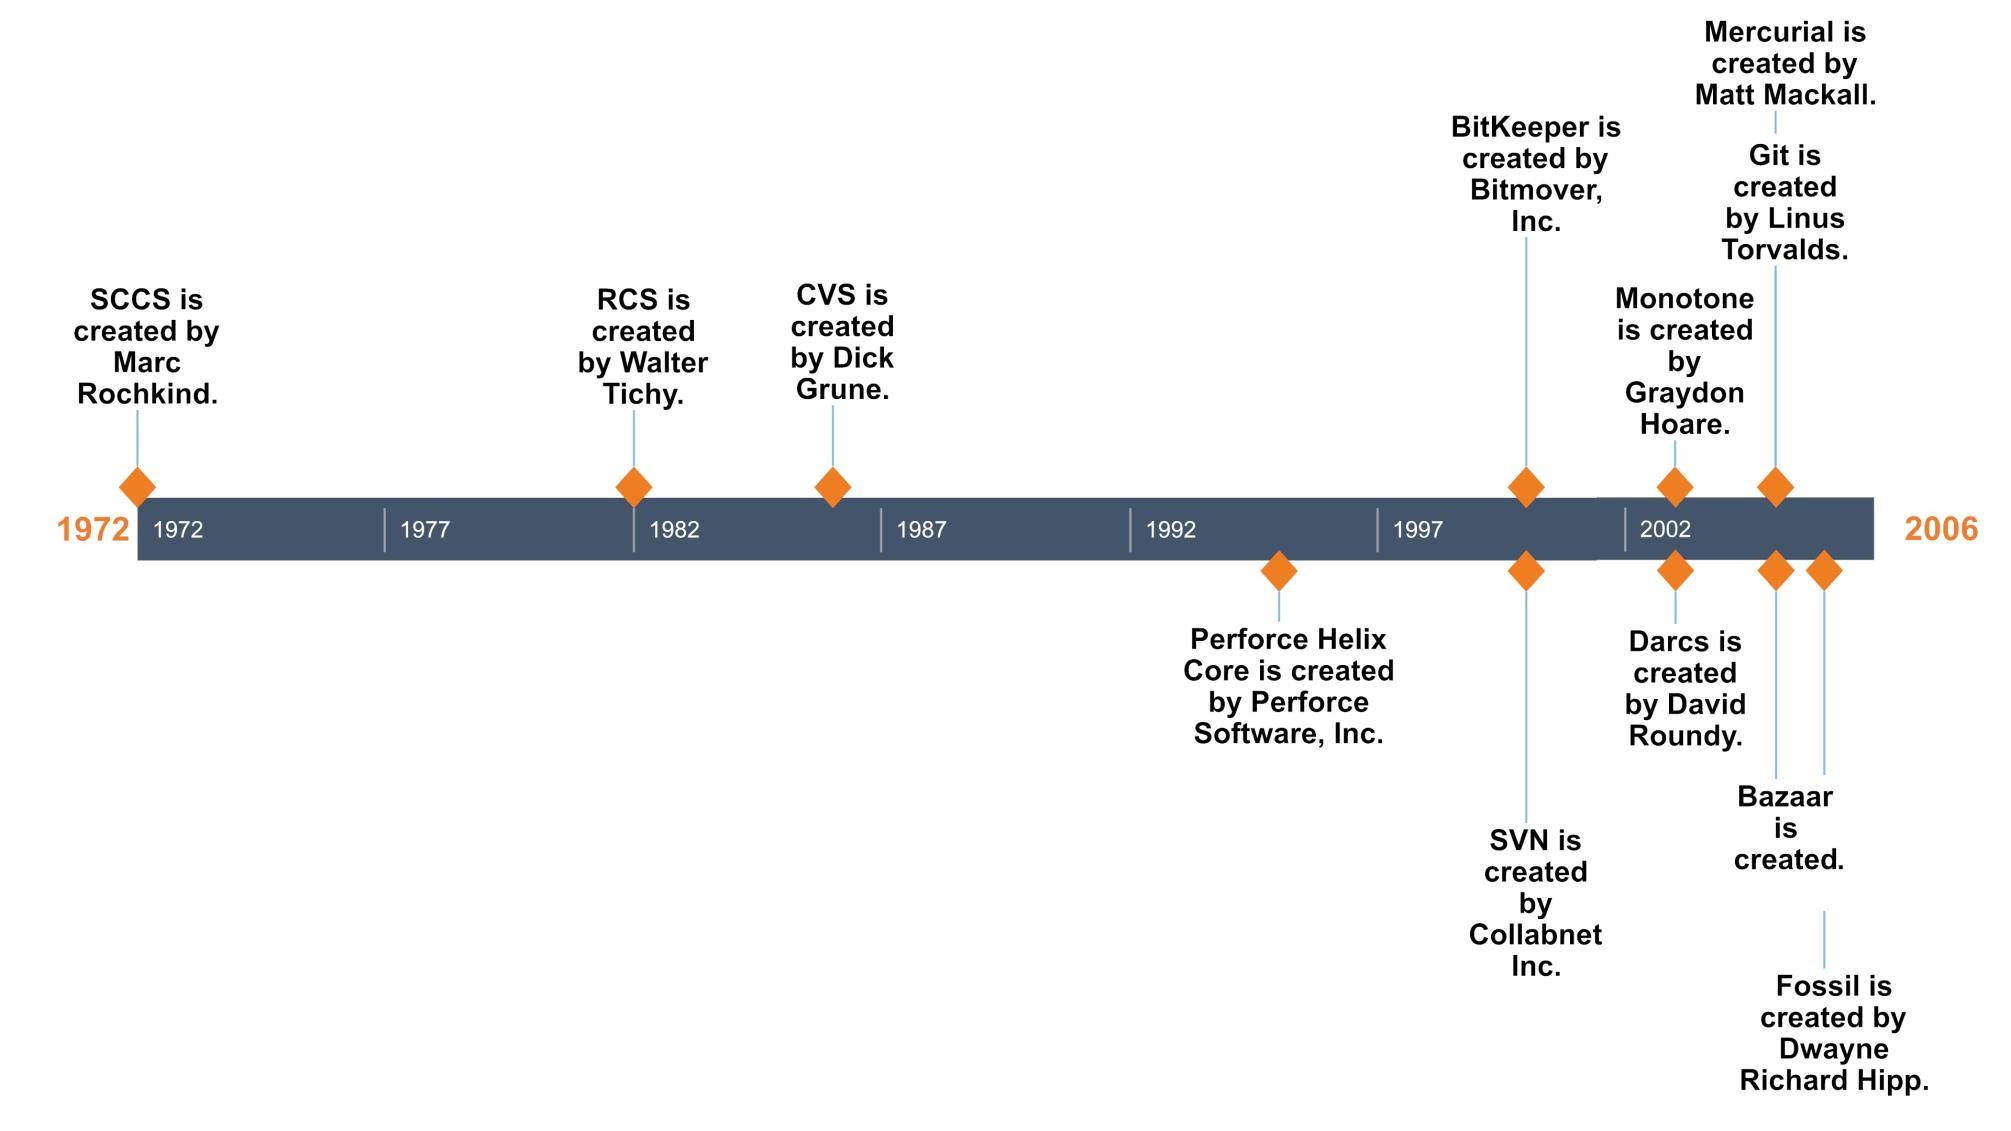 Mercurial is
created by
Matt Mackall.
BitKeeper is
created by
Bitmover,
Inc.
Git is
created
by Linus
Torvalds.
SCCS is
created by
Marc
Rochkind.
RCS is
created
by Walter
Tichy.
CVS is
created
by Dick
Grune.
Monotone
is created
by
Graydon
Hoare.
1972
1972
1977
1982
1987
1992
1997
2002
2006
Perforce Helix
Core is created
by Perforce
Software, Inc.
Darcs is
created
by David
Roundy.
Bazaar
is
created.
SVN is
created
by
Collabnet
Inc.
Fossil is
created by
Dwayne
Richard Hipp.